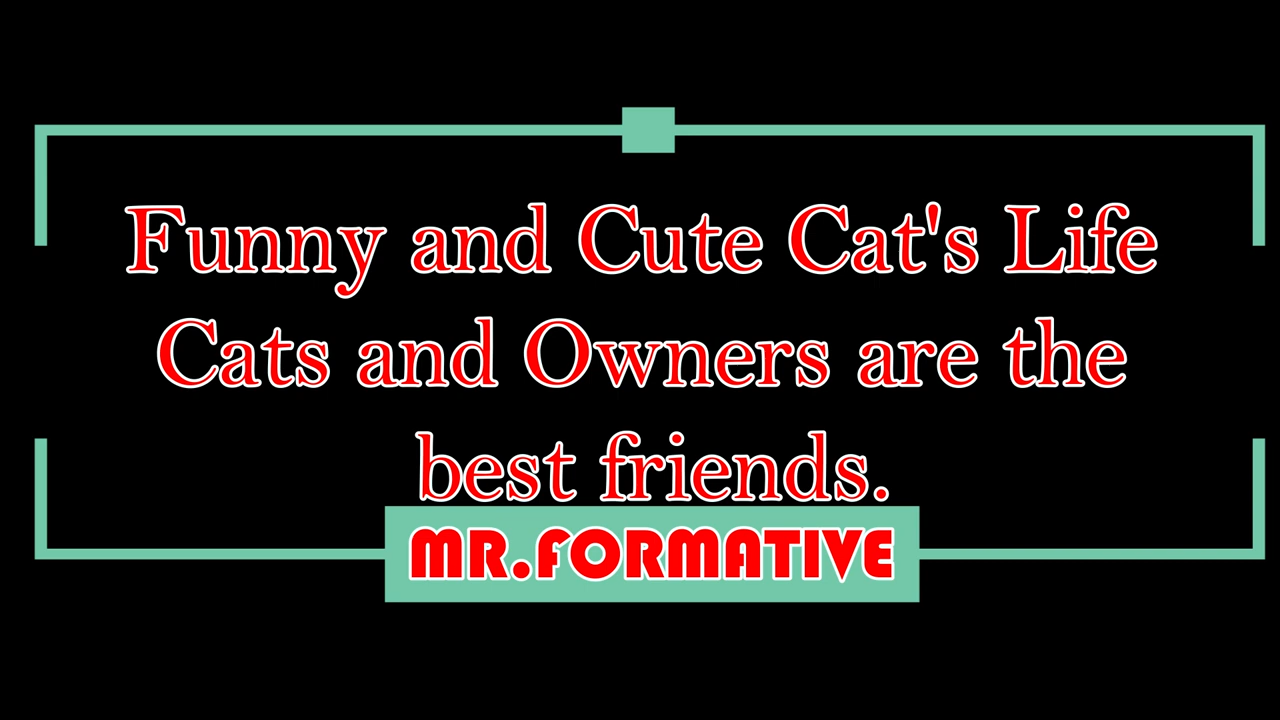 Funny and Cute Cat's Life
Cats and Owners are the
best friends.
MR.FORMATIVE